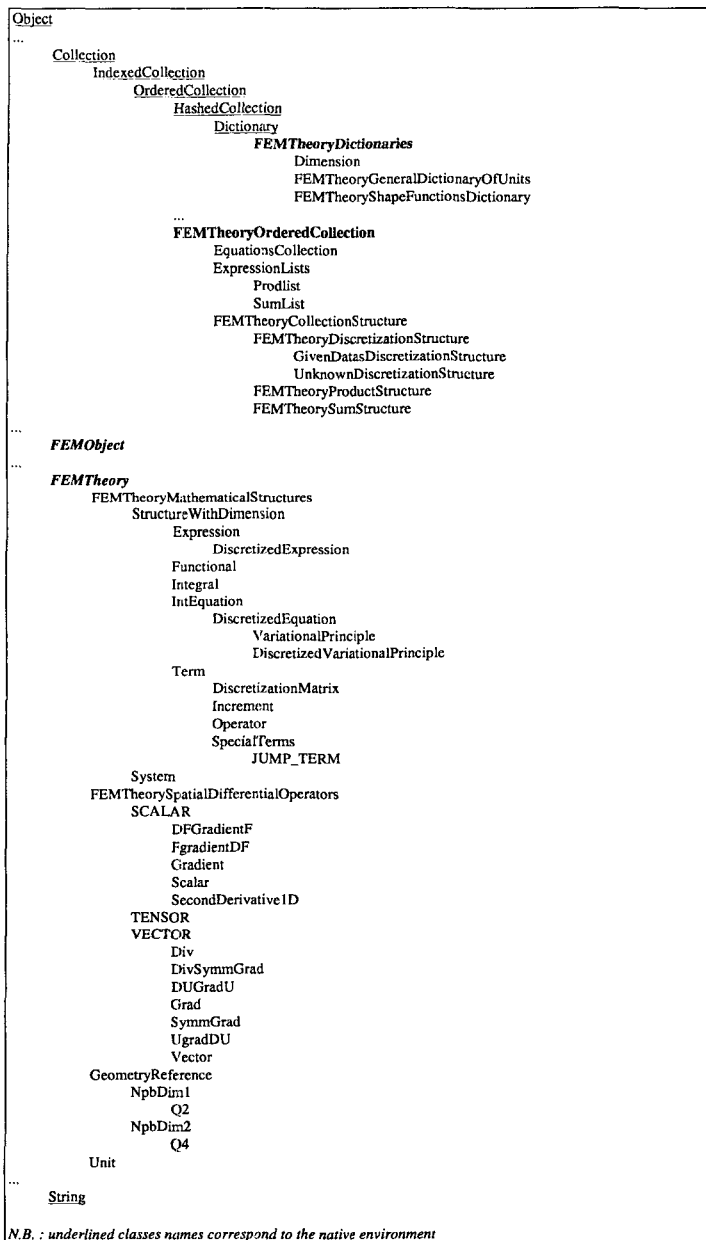 Object
...
Collection
IndexedCollection
OrderedCollection
HashedCollection
Dictionary
FEMTheoryDictionaries
Dimension
FEMTheoryGeneralDictionaryOfUnits
FEMTheoryShapeFunctionsDictionary
...
FEMTheoryOrderedCollection
EquationsCollection
ExpressionLists
Prodlist
SumList
FEMTheoryCollectionStructure
FEMTheoryDiscretizationStructure
GivenDatasDiscretizationStructure
UnknownDiscretizationStructure
FEMTheoryProductStructure
FEMTheorySumStructure
...
FEMObject
...
FEMTheory
FEMTheoryMathematicalStructures
StructureWithDimension
Expression
DiscretizedExpression
Functional
Integral
IntEquation
DiscretizedEquation
VariationalPrinciple
DiscretizedVariationalPrinciple
Term
DiscretizationMatrix
Increment
Operator
SpecialTerms
JUMP_TERM
System
FEMTheorySpatialDifferentialOperators
SCALAR
DFGradientF
FgradientDF
Gradient
Scalar
SecondDerivative1D
TENSOR
VECTOR
Div
DivSymmGrad
DUGradU
Grad
SymmGrad
UgradDU
Vector
GeometryReference
NpbDim1
Q2
NpbDim2
Q4
Unit
...
String
N.B. : underlined classes names correspond to the native environment